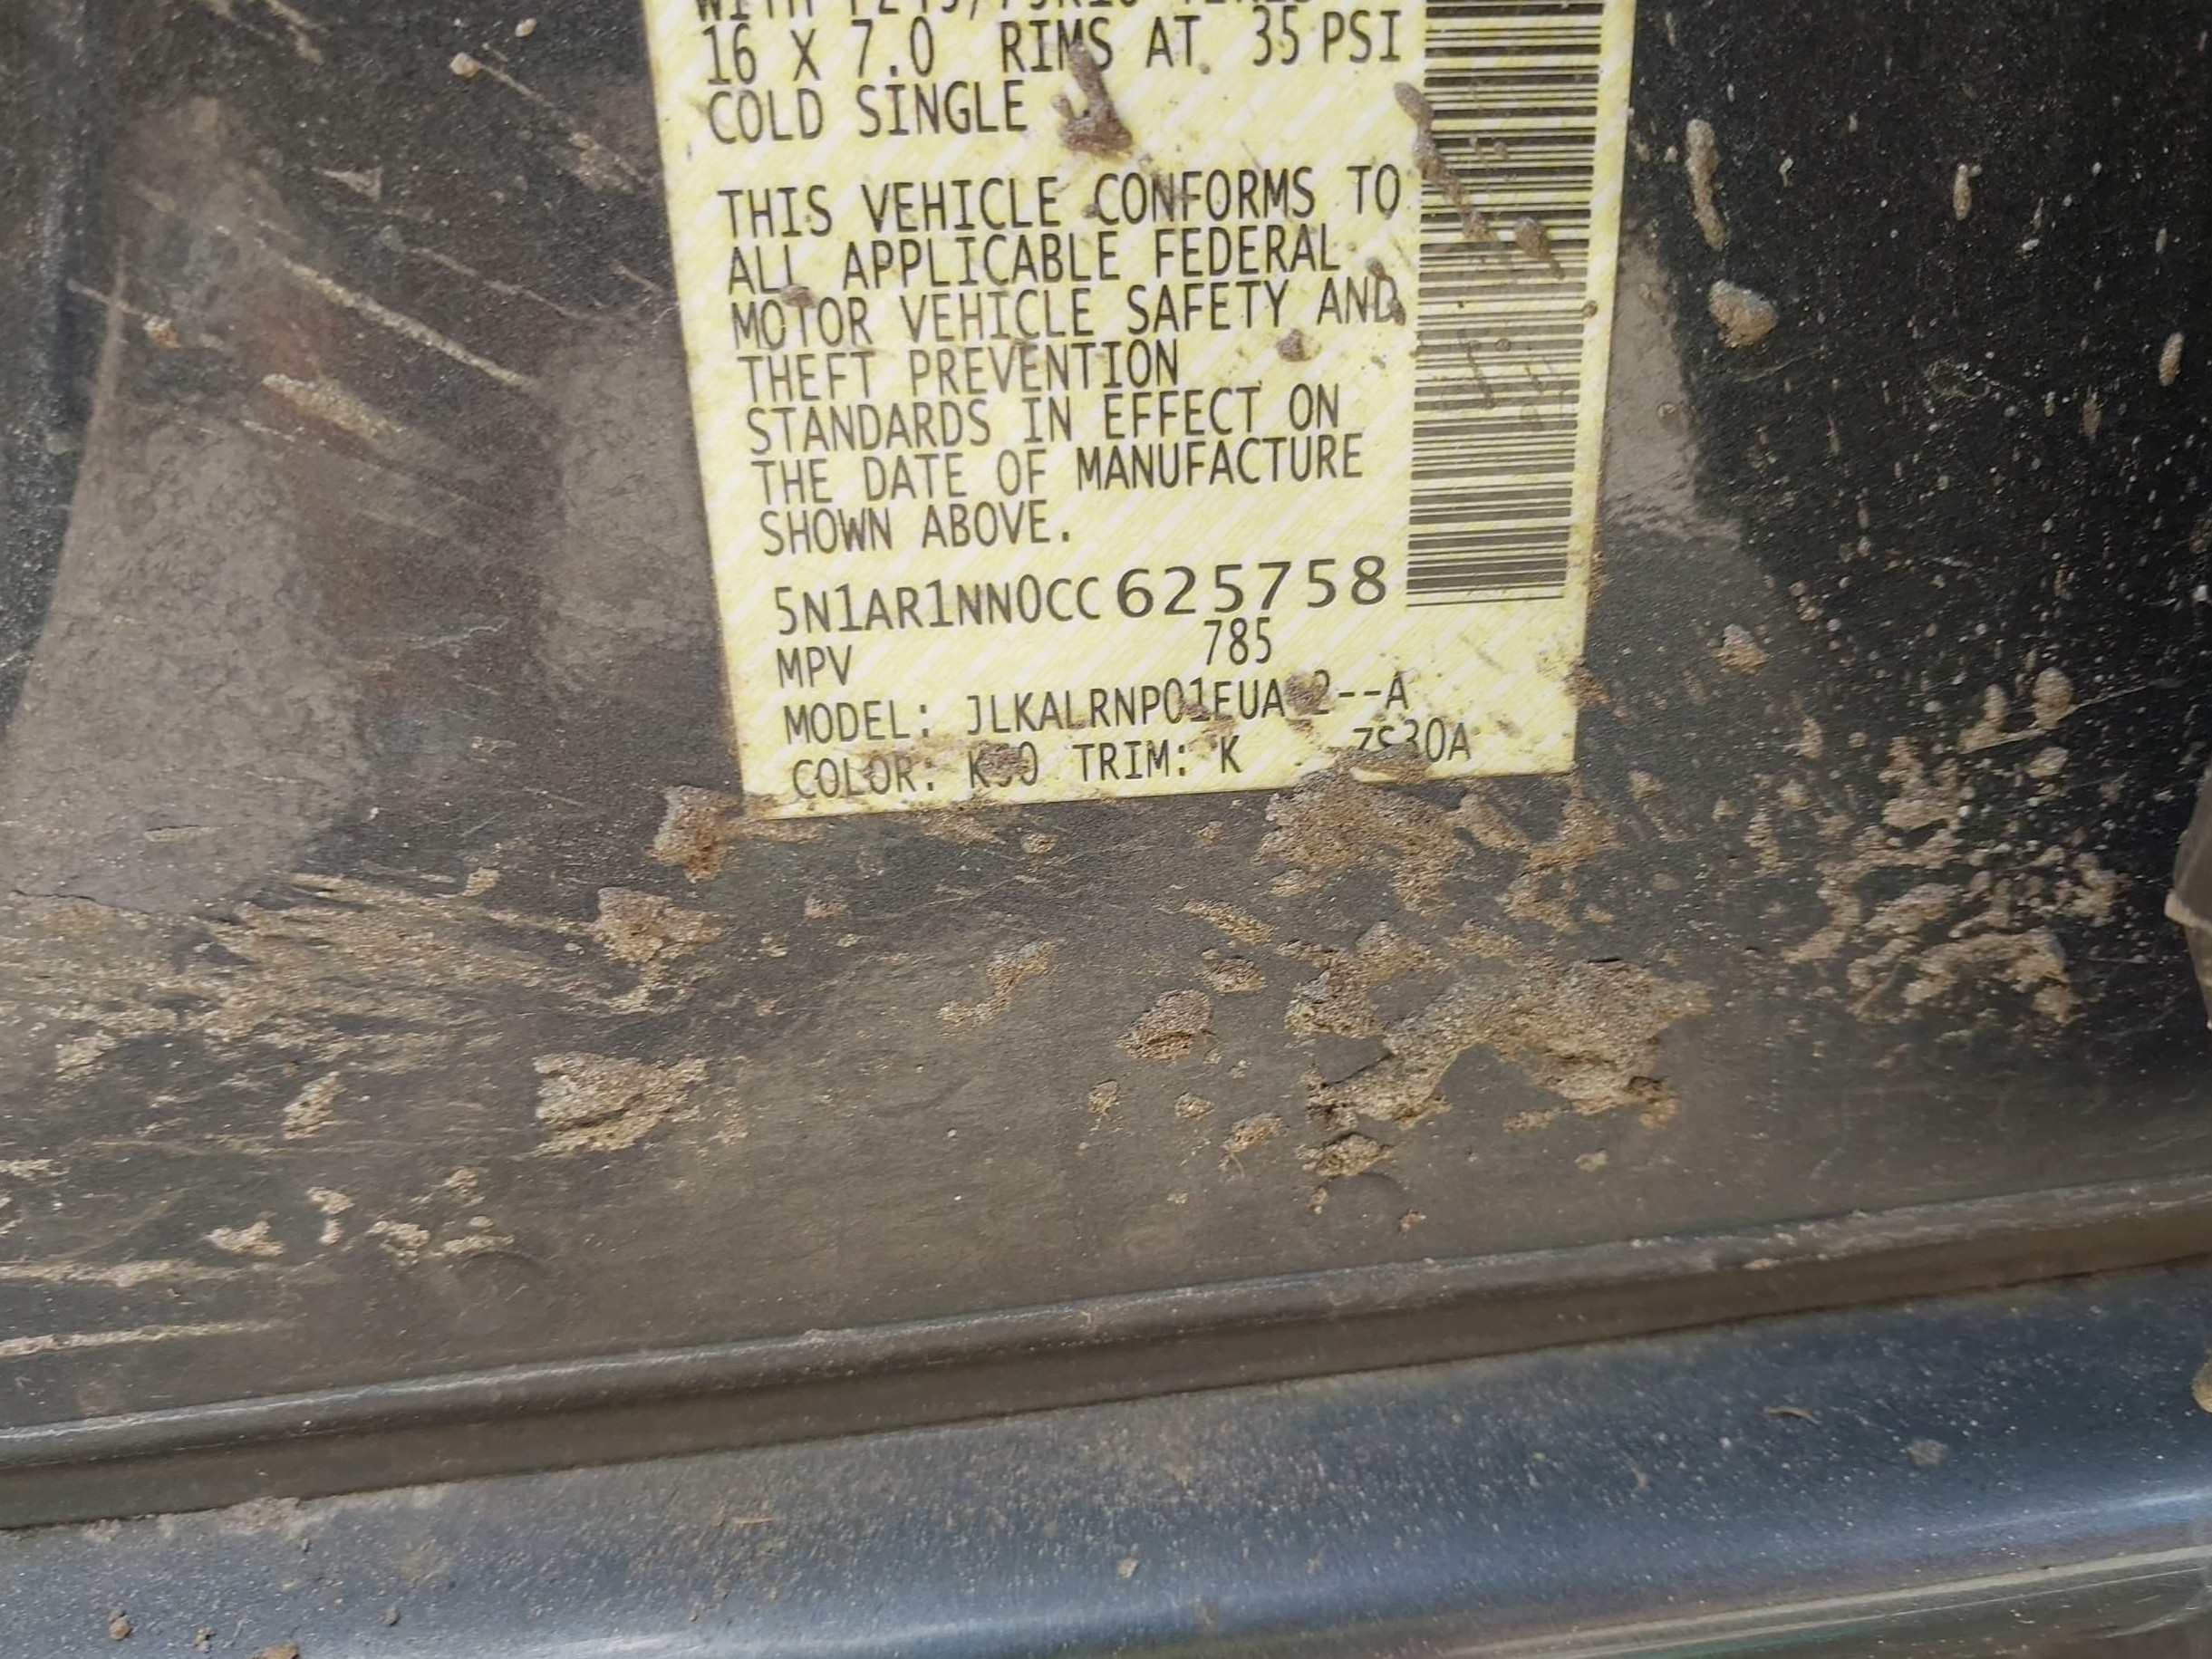 16 X 7.0 RIMS AT 35 PSI
COLD SINGLE
THIS VEHICLE CONFORMS TO
ALL APPLICABLE FEDERAL
MOTOR VEHICLE SAFETY AND
THEFT PREVENTION
STANDARDS IN EFFECT ON
THE DATE OF MANUFACTURE
SHOWN ABOVE.
5N1AR1NN0CC625758
MPV 785
MODEL:
COLOR: TRIM: K